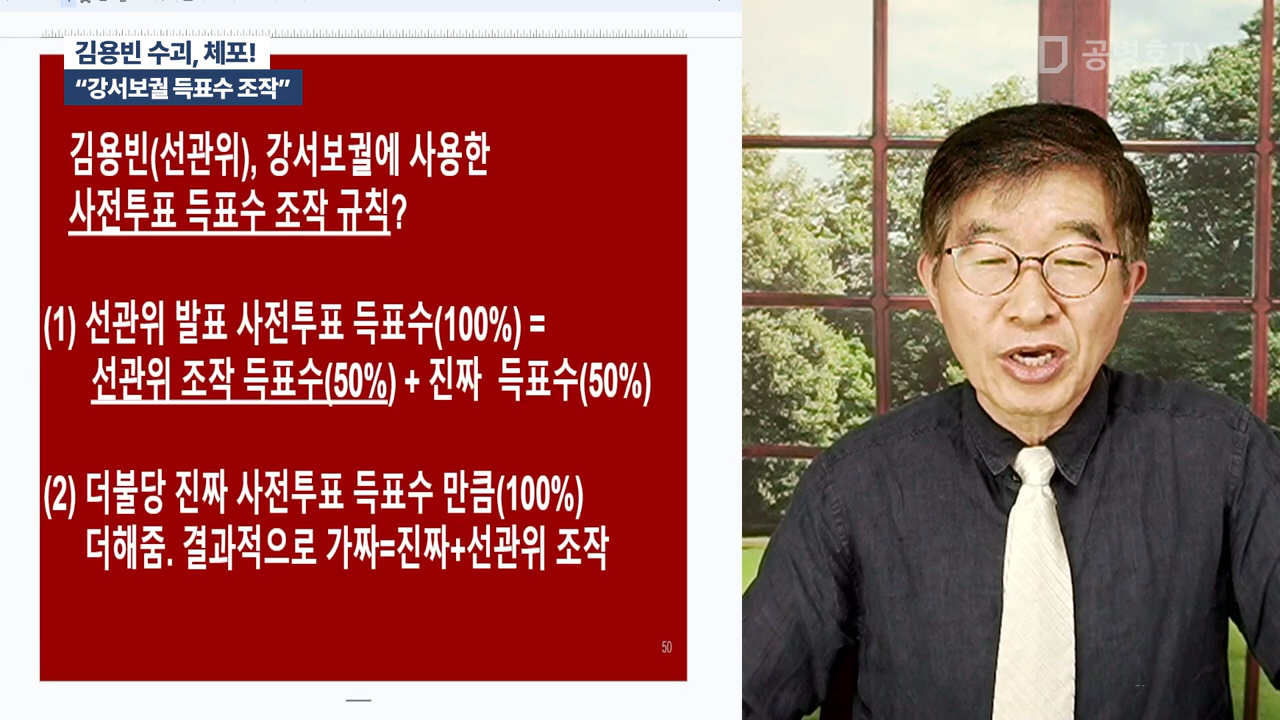 김용빈 수괴, 체포!
“강서보궐 득표수 조작”
김용빈(선관위), 강서보궐에 사용한
사전투표 득표수 조작 규칙?
(1) 선관위 발표 사전투표 득표수(100%) =
선관위 조작 득표수(50%) + 진짜 득표수(50%)
(2) 더불당 진짜 사전투표 득표수 만큼(100%)
더해줌. 결과적으로 가짜=진짜+선관위 조작
50
공병호TV